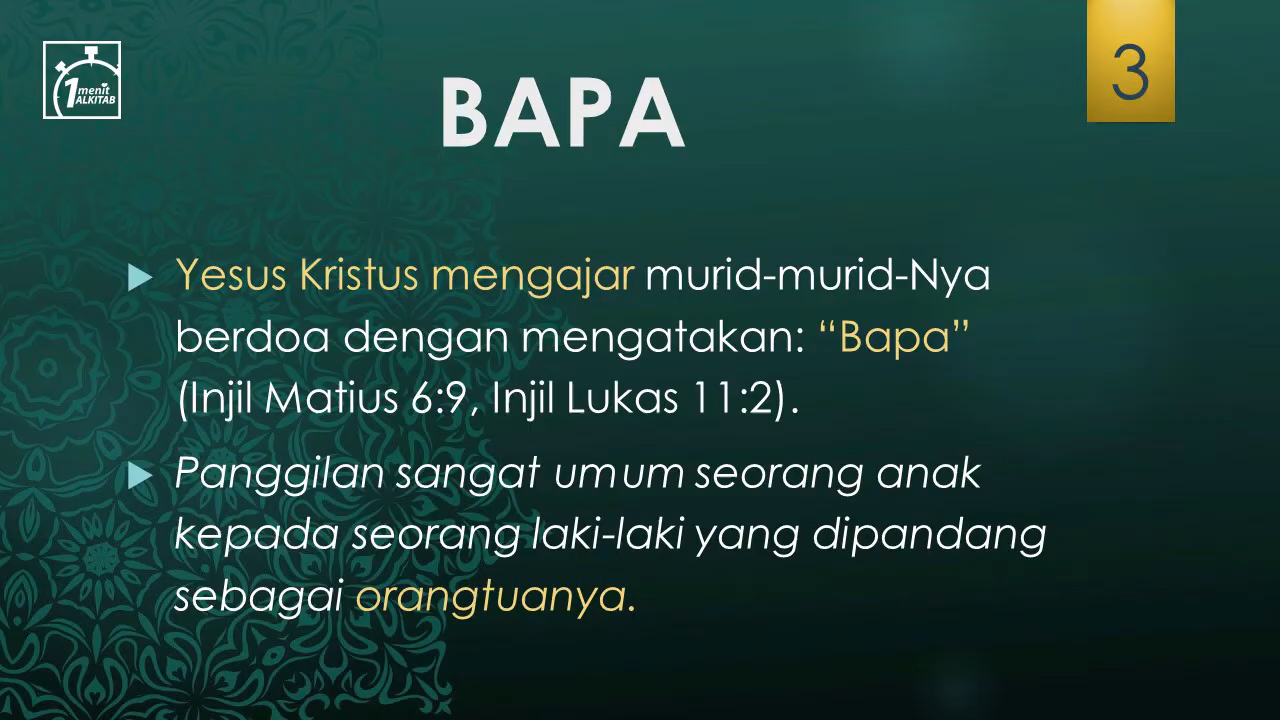 1 menit
ALKITAB
BAPA
3
Yesus Kristus mengajar murid-murid-Nya
berdoa dengan mengatakan: “Bapa”
(Injil Matius 6:9, Injil Lukas 11:2).
Panggilan sangat umum seorang anak
kepada seorang laki-laki yang dipandang
sebagai orangtuanya.